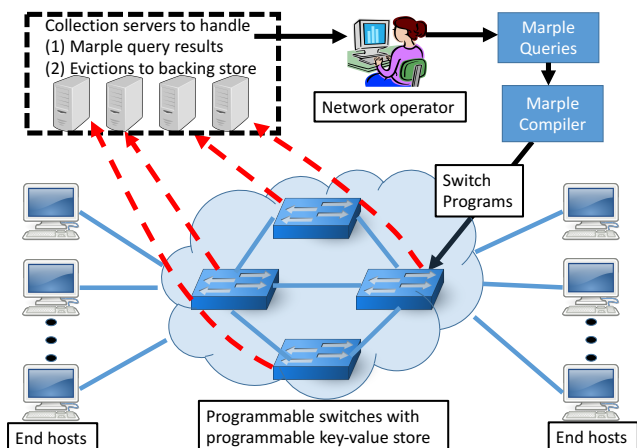 Collection servers to handle
(1) Marple query results
(2) Evictions to backing store
Network operator
Marple
Queries
Marple
Compiler
Switch
Programs
End hosts
Programmable switches with
programmable key-value store
End hosts